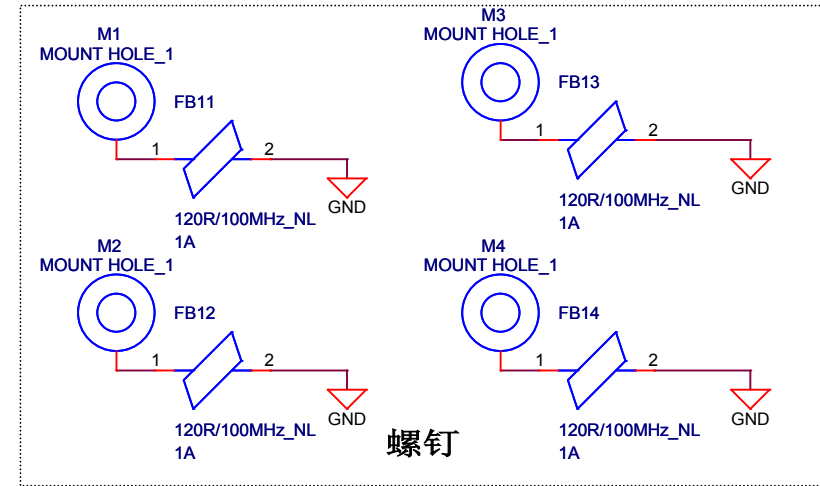 M1
MOUNT HOLE_1
FB11
1
2
GND
120R/100MHz_NL
1A
M3
MOUNT HOLE_1
FB13
1
2
GND
120R/100MHz_NL
1A
M2
MOUNT HOLE_1
FB12
1
2
GND
120R/100MHz_NL
1A
M4
MOUNT HOLE_1
FB14
1
2
GND
120R/100MHz_NL
1A
螺钉